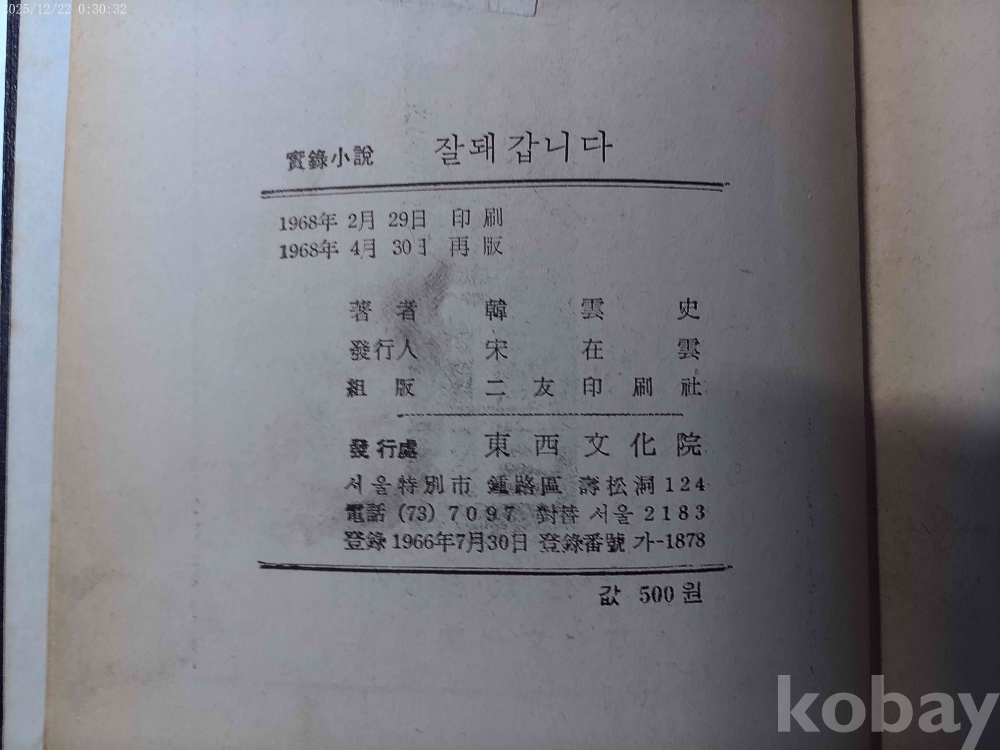 025/12/22 0:30:32
實錄小說 잘돼 갑니다
1968年 2月 29日 印刷
1968年 4月 30日 再版
著者 韓雲史
發行人 宋在雲
組版 二友印刷社
發行處 東西文化院
서울特別市 鍾路區 壽松洞 124
電話 (73) 7097 對替 서울 2183
登錄 1966年7月30日 登錄番號 가-1878
값 500원
kobay